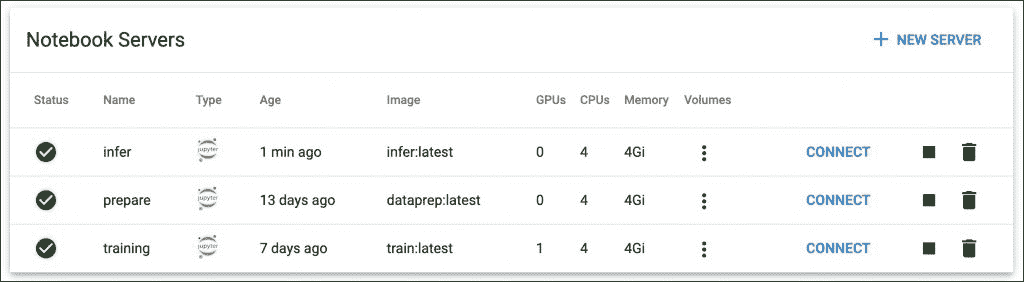 Notebook Servers
+ NEW SERVER
Status Name Type Age Image GPUs CPUs Memory Volumes
infer jupyter 1 min ago infer:latest 0 4 4Gi CONNECT
prepare jupyter 13 days ago dataprep:latest 0 4 4Gi CONNECT
training jupyter 7 days ago train:latest 1 4 4Gi CONNECT